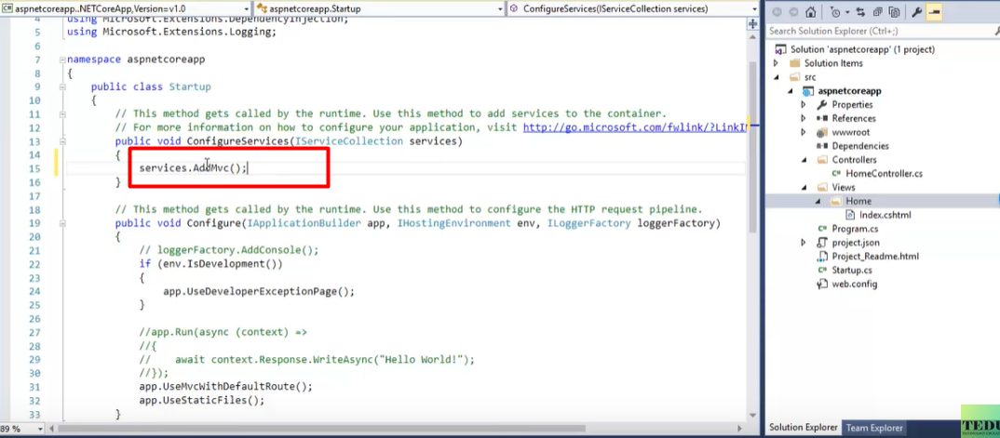 aspnetcoreapp..NETCoreApp,Version=v1.0
aspnetcoreapp.Startup
ConfigureServices(IServiceCollection services)
using Microsoft.Extensions.DependencyInjection;
5 using Microsoft.Extensions.Logging;
6
7 namespace aspnetcoreapp
8 {
9 public class Startup
10 {
11 // This method gets called by the runtime. Use this method to add services to the container.
12 // For more information on how to configure your application, visit http://go.microsoft.com/fwlink/?LinkI
13 public void ConfigureServices(IServiceCollection services)
14 {
15 services.AddMvc();
16 }
17
18 // This method gets called by the runtime. Use this method to configure the HTTP request pipeline.
19 public void Configure(IApplicationBuilder app, IHostingEnvironment env, ILoggerFactory loggerFactory)
20 {
21 // loggerFactory.AddConsole();
22 if (env.IsDevelopment())
23 {
24 app.UseDeveloperExceptionPage();
25 }
26
27 //app.Run(async (context) =>
28 //{
29 // await context.Response.WriteAsync("Hello World!");
30 //});
31 app.UseMvcWithDefaultRoute();
32 app.UseStaticFiles();
33 }
89 %
Search Solution Explorer (Ctrl+;)
Solution 'aspnetcoreapp' (1 project)
Solution Items
src
aspnetcoreapp
Properties
References
wwwroot
Dependencies
Controllers
C# HomeController.cs
Views
Home
Index.cshtml
C# Program.cs
project.json
Project_Readme.html
C# Startup.cs
web.config
Solution Explorer Team Explorer
TEDU